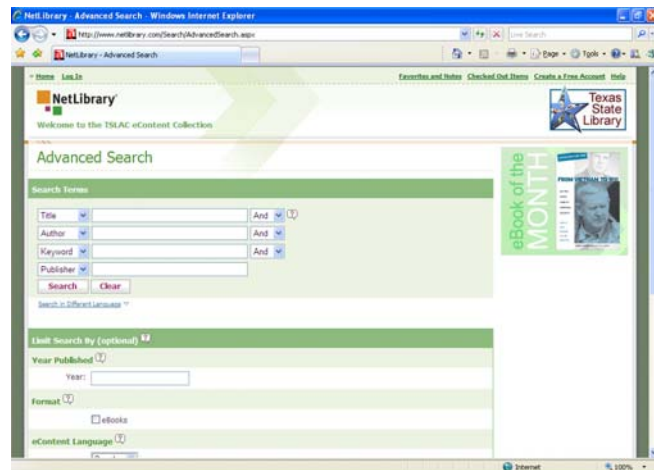 NetLibrary - Advanced Search - Windows Internet Explorer
http://www.netlibrary.com/Search/AdvancedSearch.aspx
Live Search
NetLibrary - Advanced Search
Page Tools
Home Log In
Favorites and Notes Checked Out Items Create a Free Account Help
NetLibrary
Texas
State
Library
Welcome to the TSLAC eContent Collection
Advanced Search
eBook of the
MONTH
FROM VIETNAM TO
Search Terms
Title And
Author And
Keyword And
Publisher
Search Clear
Search in Different Language
Limit Search By (optional)
Year Published
Year:
Format
eBooks
eContent Language
Internet 100%